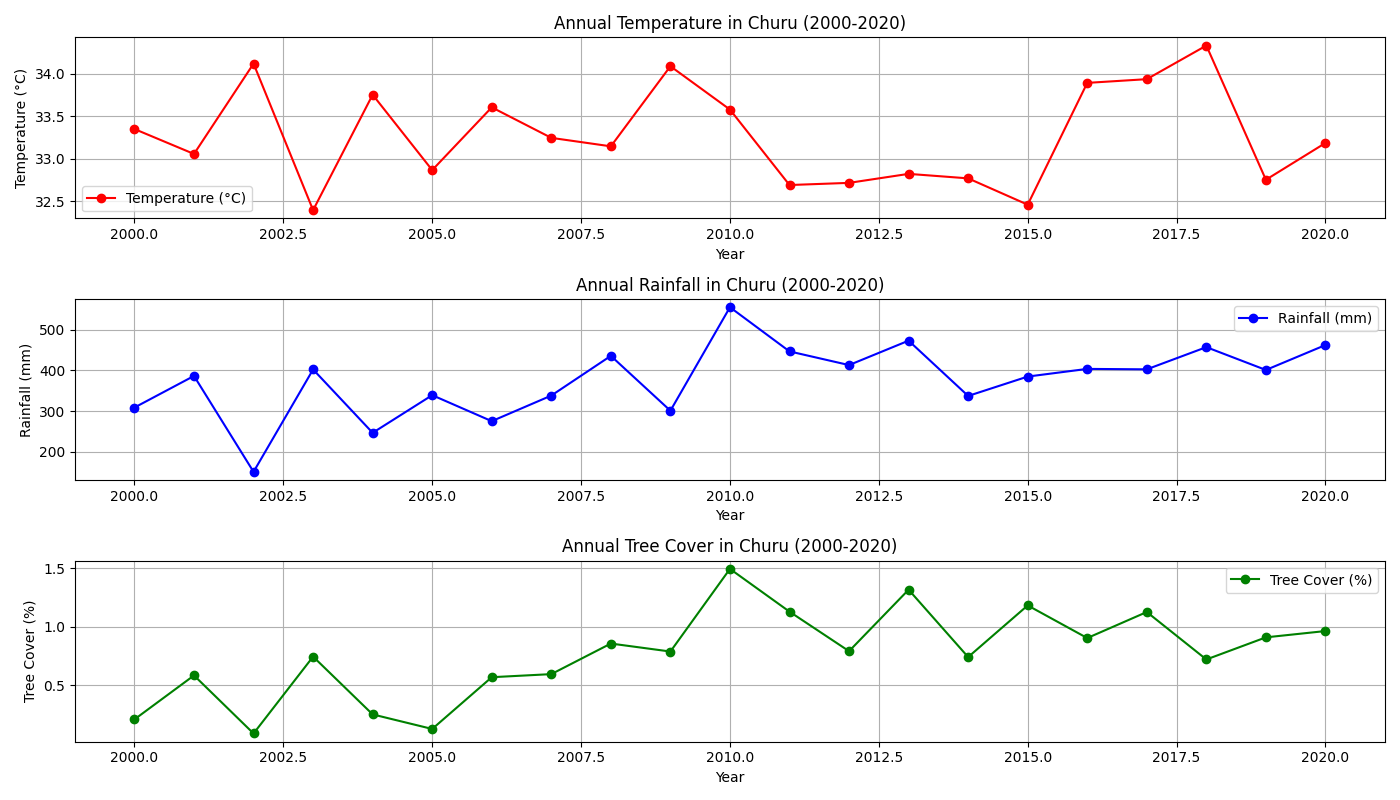 Annual Temperature in Churu (2000-2020)
Temperature (°C)
34.0
33.5
33.0
32.5
Temperature (°C)
2000.0 2002.5 2005.0 2007.5 2010.0 2012.5 2015.0 2017.5 2020.0
Year
Annual Rainfall in Churu (2000-2020)
Rainfall (mm)
500
400
300
200
Rainfall (mm)
2000.0 2002.5 2005.0 2007.5 2010.0 2012.5 2015.0 2017.5 2020.0
Year
Annual Tree Cover in Churu (2000-2020)
Tree Cover (%)
1.5
1.0
0.5
Tree Cover (%)
2000.0 2002.5 2005.0 2007.5 2010.0 2012.5 2015.0 2017.5 2020.0
Year